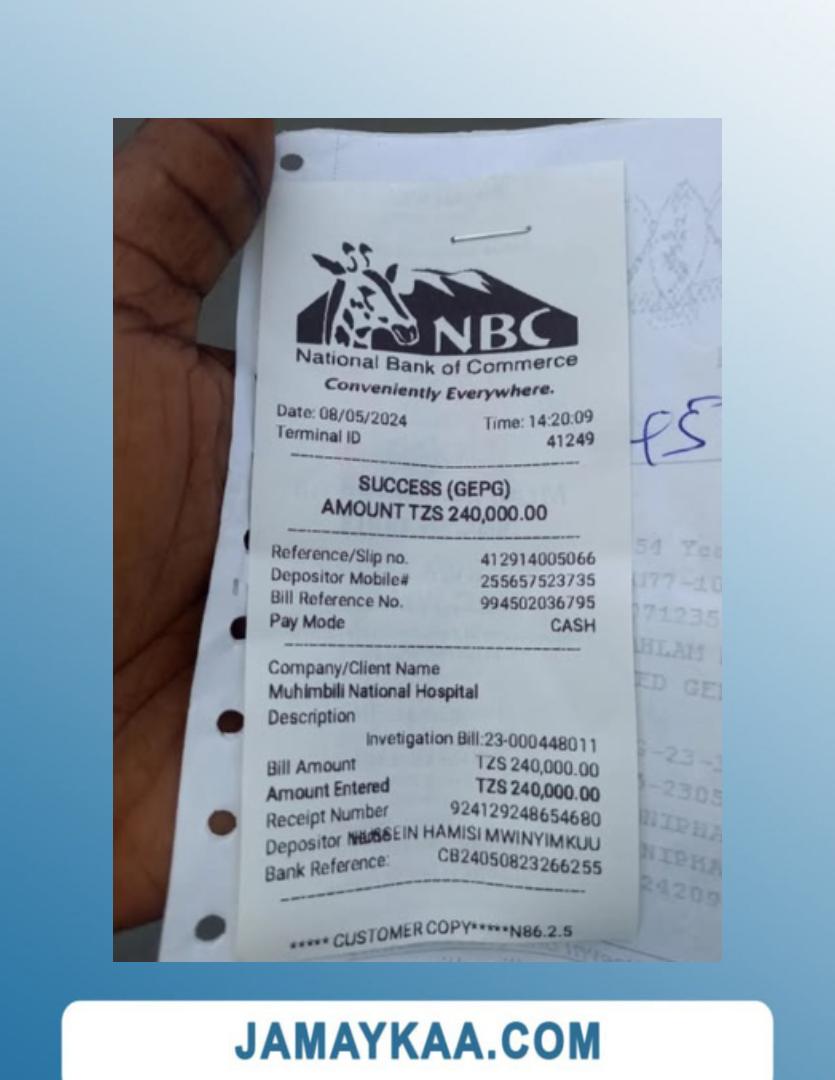 NBC
National Bank of Commerce
Conveniently Everywhere.
Date: 08/05/2024 Time: 14:20:09
Terminal ID 41249
SUCCESS (GEPG)
AMOUNT TZS 240,000.00
Reference/Slip no. 412914005066
Depositor Mobile# 255657523735
Bill Reference No. 994502036795
Pay Mode CASH
Company/Client Name
Muhimbili National Hospital
Description
Invetigation Bill:23-000448011
Bill Amount TZS 240,000.00
Amount Entered TZS 240,000.00
Receipt Number 924129248654680
Depositor HAMISI MWINYIMKUU
Bank Reference: CB24050823266255
***** CUSTOMER COPY*****N86.2.5
54
JAMAYKAA.COM